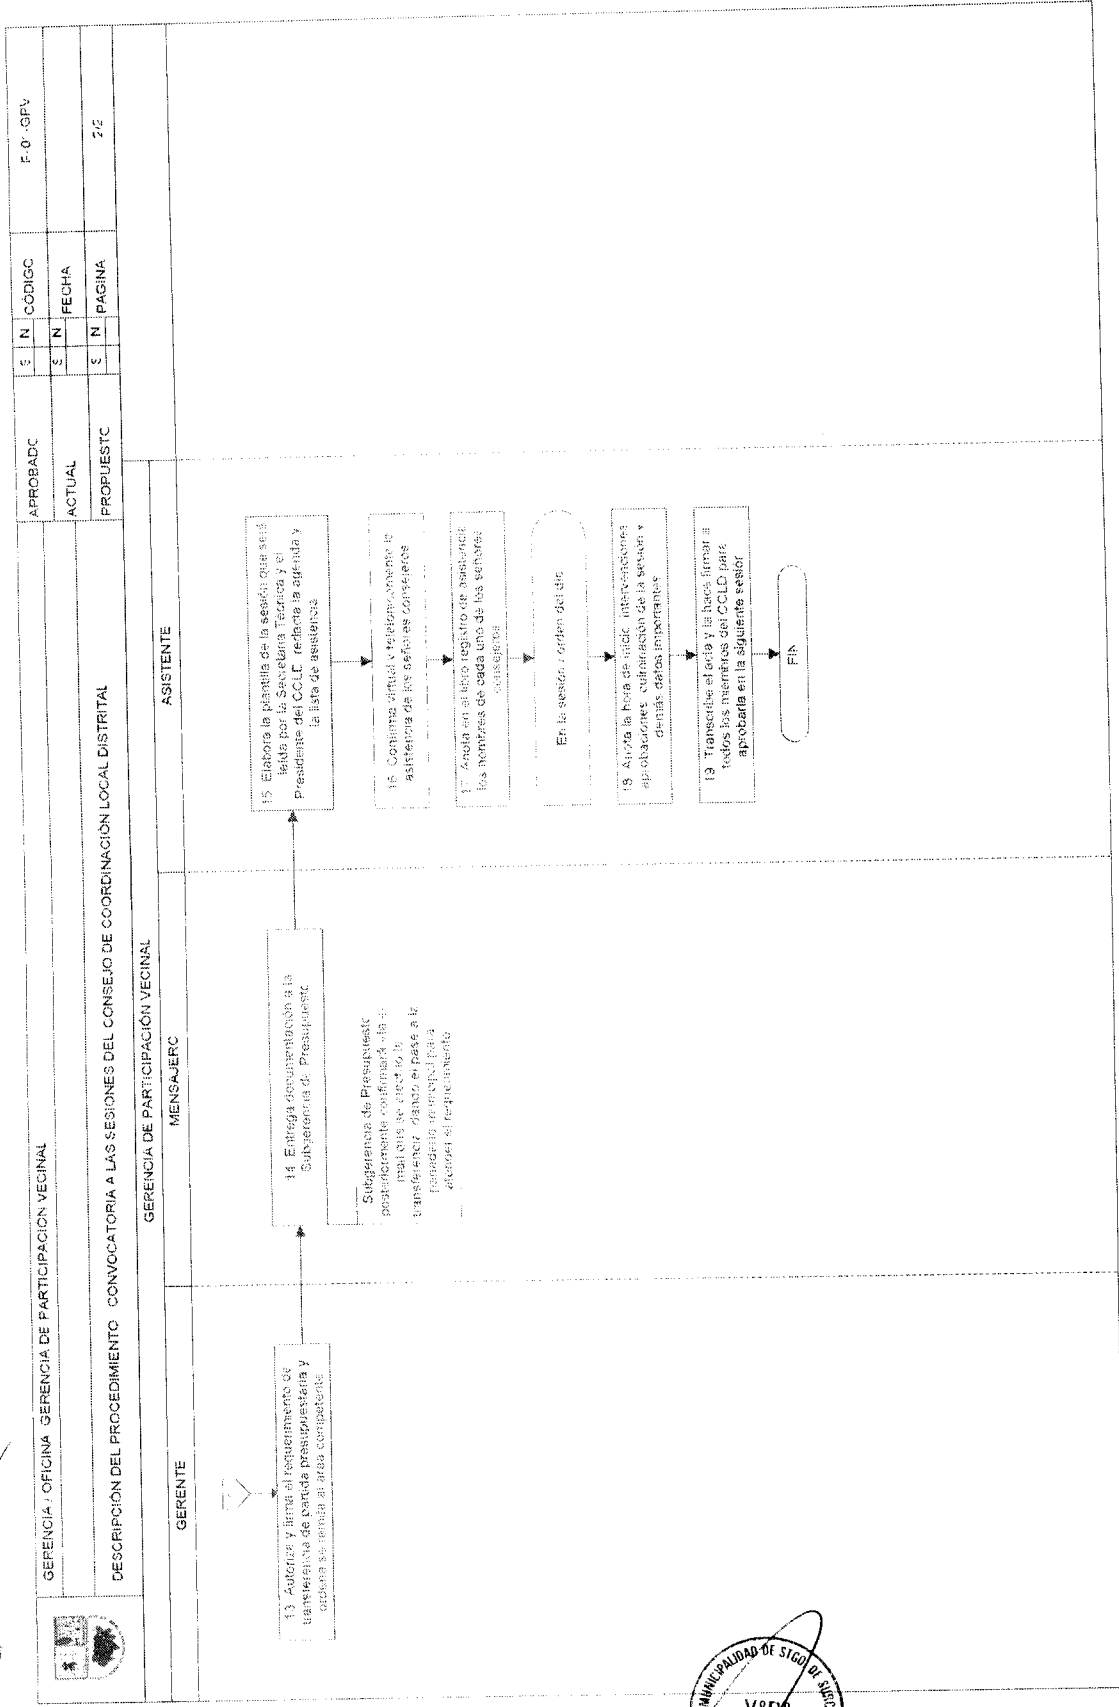 GERENCIA / OFICINA GERENCIA DE PARTICIPACIÓN VECINAL
APROBADO
S N
CÓDIGO
F-01-GPV
ACTUAL
S N
FECHA
DESCRIPCIÓN DEL PROCEDIMIENTO CONVOCATORIA A LAS SESIONES DEL CONSEJO DE COORDINACIÓN LOCAL DISTRITAL
PROPUESTO
S N
PAGINA
2/2
GERENCIA DE PARTICIPACIÓN VECINAL
GERENTE
MENSAJERO
ASISTENTE
13 Autoriza y firma el requerimiento de
transferencia de partida presupuestaria y
ordena se remita al área competente
14 Entrega documentación a la
Subgerencia de Presupuesto
Subgerencia de Presupuesto
posteriormente confirmará vía e-
mail que se efectuó la
transferencia dando el pase a la
panadería municipal para
atender el requerimiento
15 Elabora la plantilla de la sesión que será
leída por la Secretaria Técnica y el
Presidente del CCLD, redacta la agenda y
la lista de asistencia
16 Confirma virtual y telefónicamente la
asistencia de los señores consejeros
17 Anota en el libro registro de asistencia
los nombres de cada uno de los señores
consejeros
En la sesión / orden del día
18 Anota la hora de inicio, intervenciones
aprobaciones, culminación de la sesión y
demás datos importantes
19 Transcribe el acta y la hace firmar a
todos los miembros del CCLD para
aprobarla en la siguiente sesión
FIN
MUNICIPALIDAD DE STGO. DE SURCO